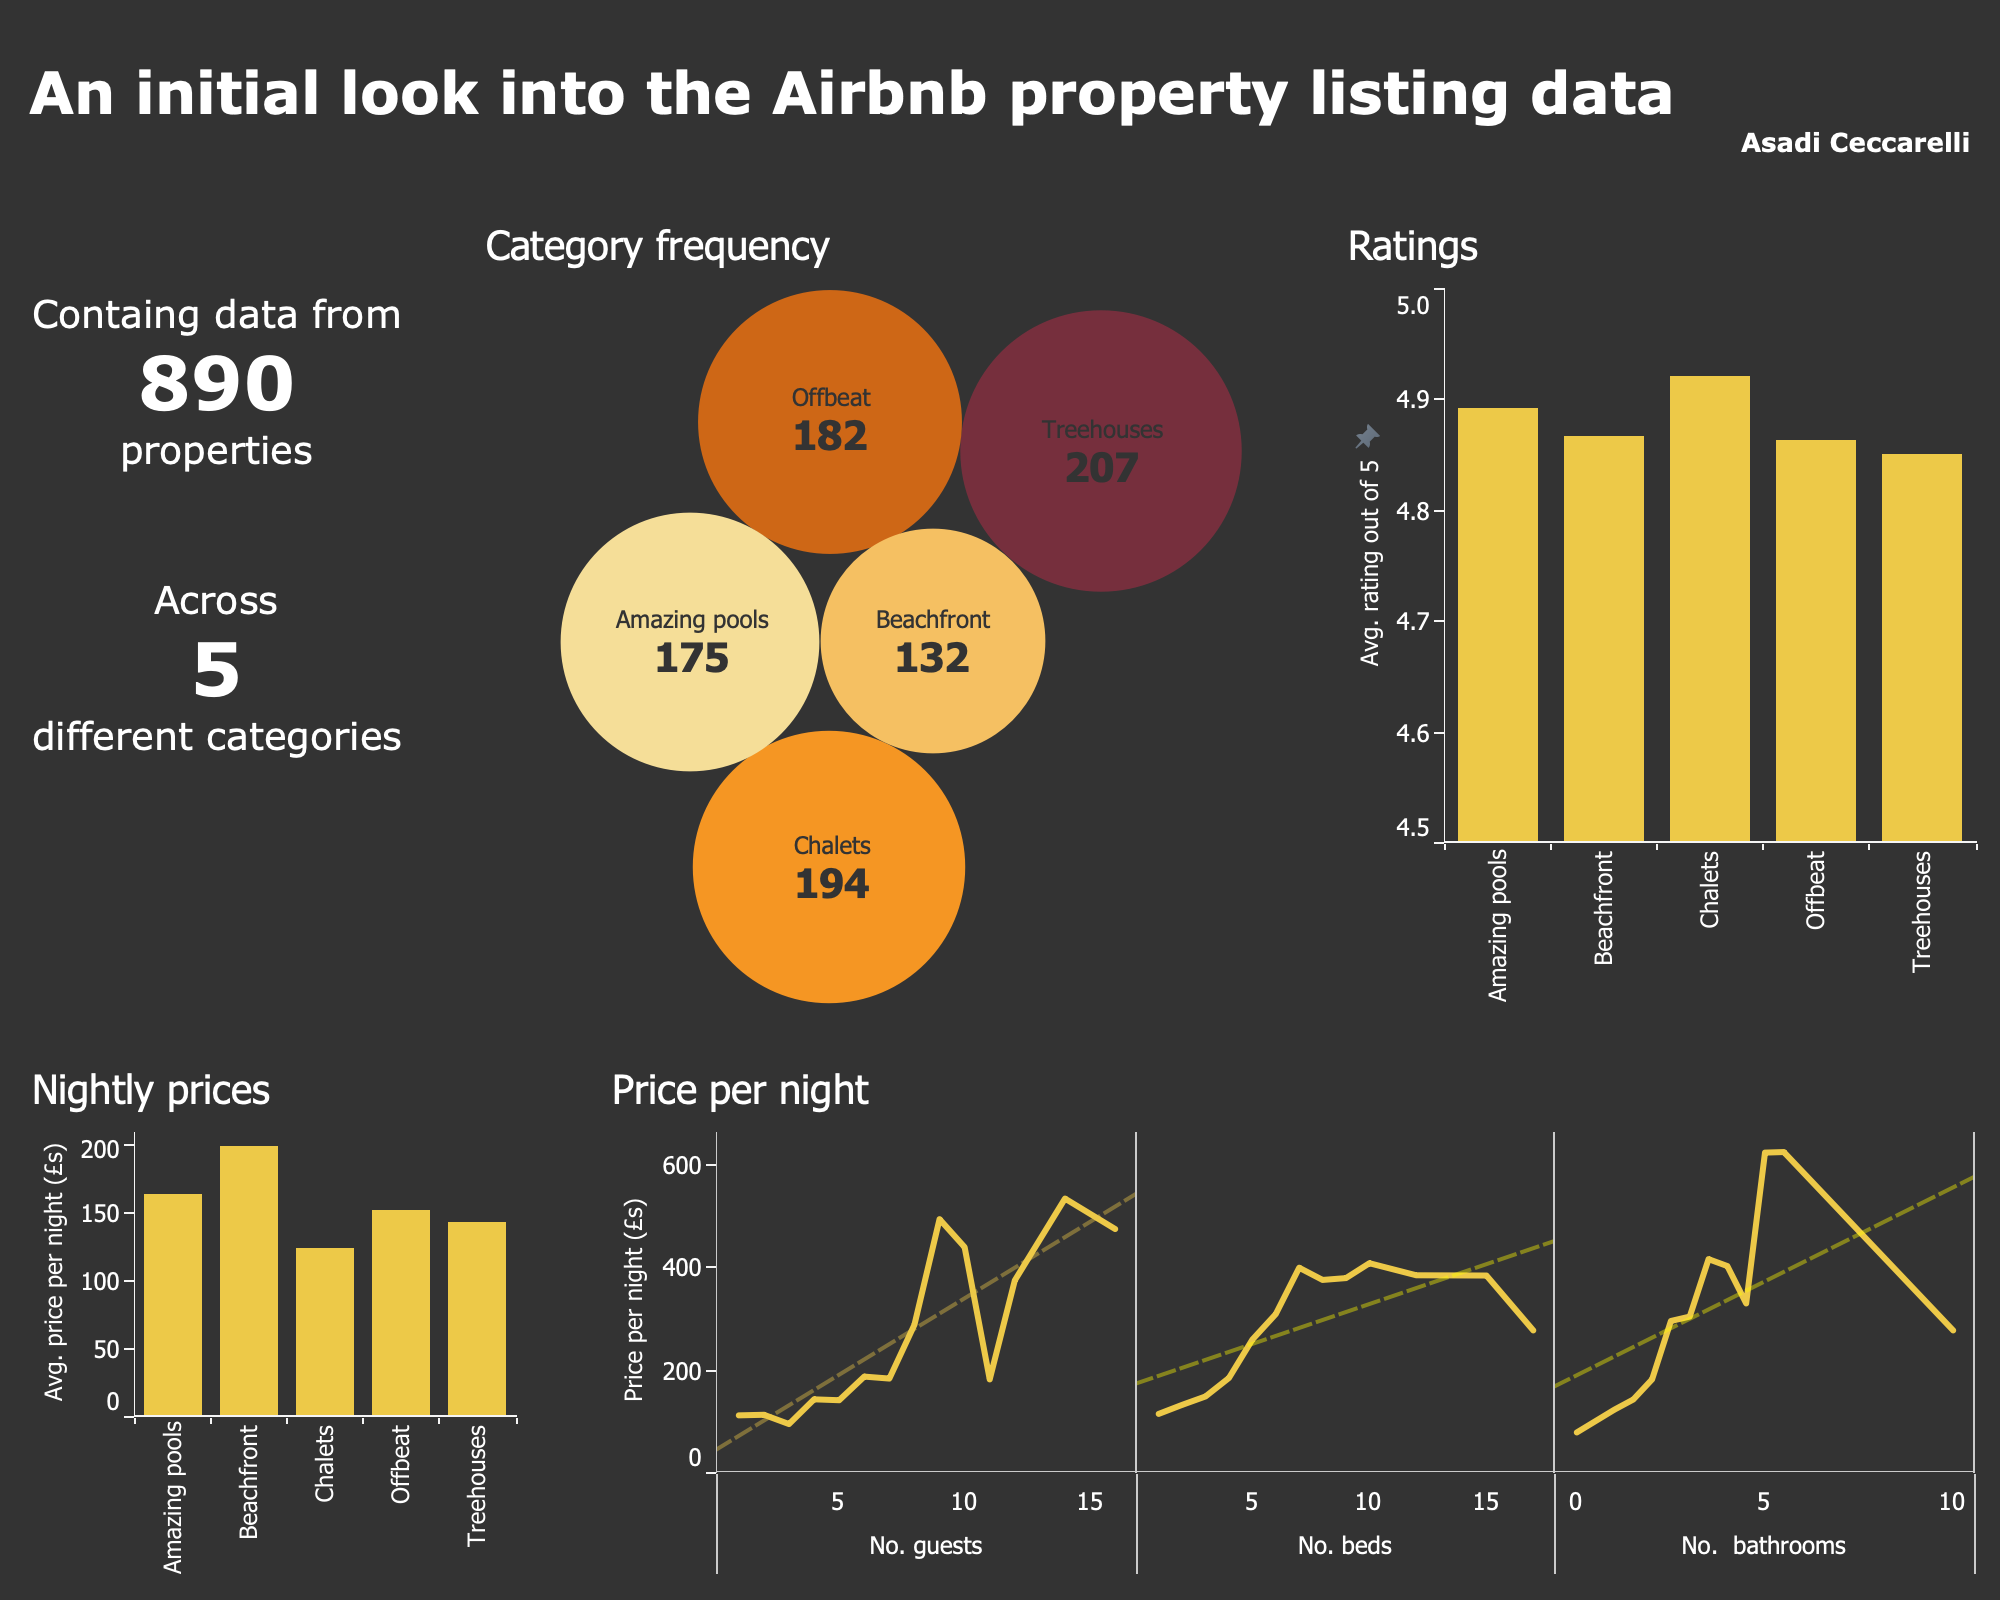 An initial look into the Airbnb property listing data
Asadi Ceccarelli
Containg data from
890
properties
Across
5
different categories
Category frequency
Offbeat
182
Treehouses
207
Amazing pools
175
Beachfront
132
Chalets
194
Ratings
Avg. rating out of 5
5.0
4.9
4.8
4.7
4.6
4.5
Amazing pools
Beachfront
Chalets
Offbeat
Treehouses
Nightly prices
Avg. price per night (£s)
200
150
100
50
0
Amazing pools
Beachfront
Chalets
Offbeat
Treehouses
Price per night
Price per night (£s)
600
400
200
0
5 10 15
No. guests
5 10 15
No. beds
0 5 10
No. bathrooms